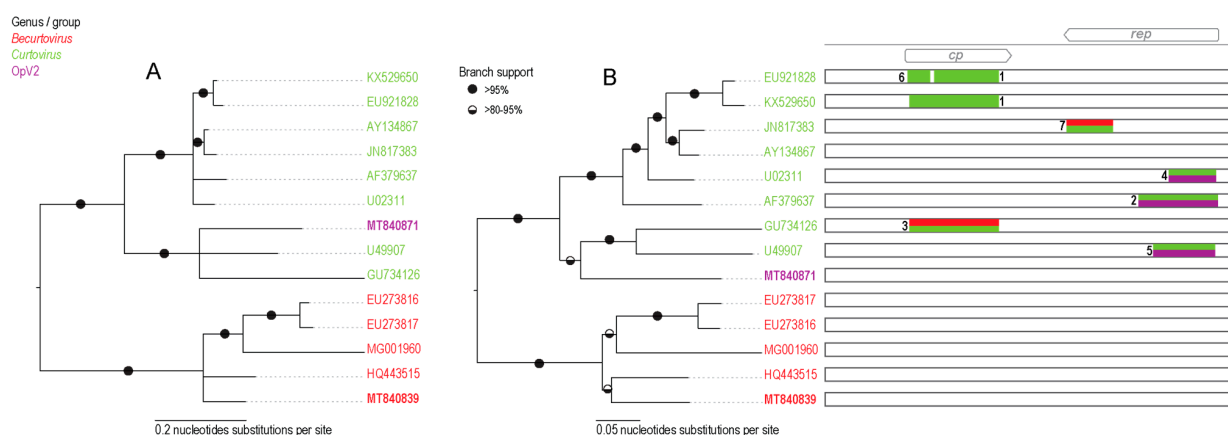 Genus / group
Becurtovirus
Curtovirus
OpV2
A
KX529650
EU921828
AY134867
JN817383
AF379637
U02311
MT840871
U49907
GU734126
EU273816
EU273817
MG001960
HQ443515
MT840839
0.2 nucleotides substitutions per site
Branch support
>95%
>80-95%
B
rep
cp
EU921828 6 1
KX529650 1
JN817383 7
AY134867
U02311 4
AF379637 2
GU734126 3
U49907 5
MT840871
EU273817
EU273816
MG001960
HQ443515
MT840839
0.05 nucleotides substitutions per site